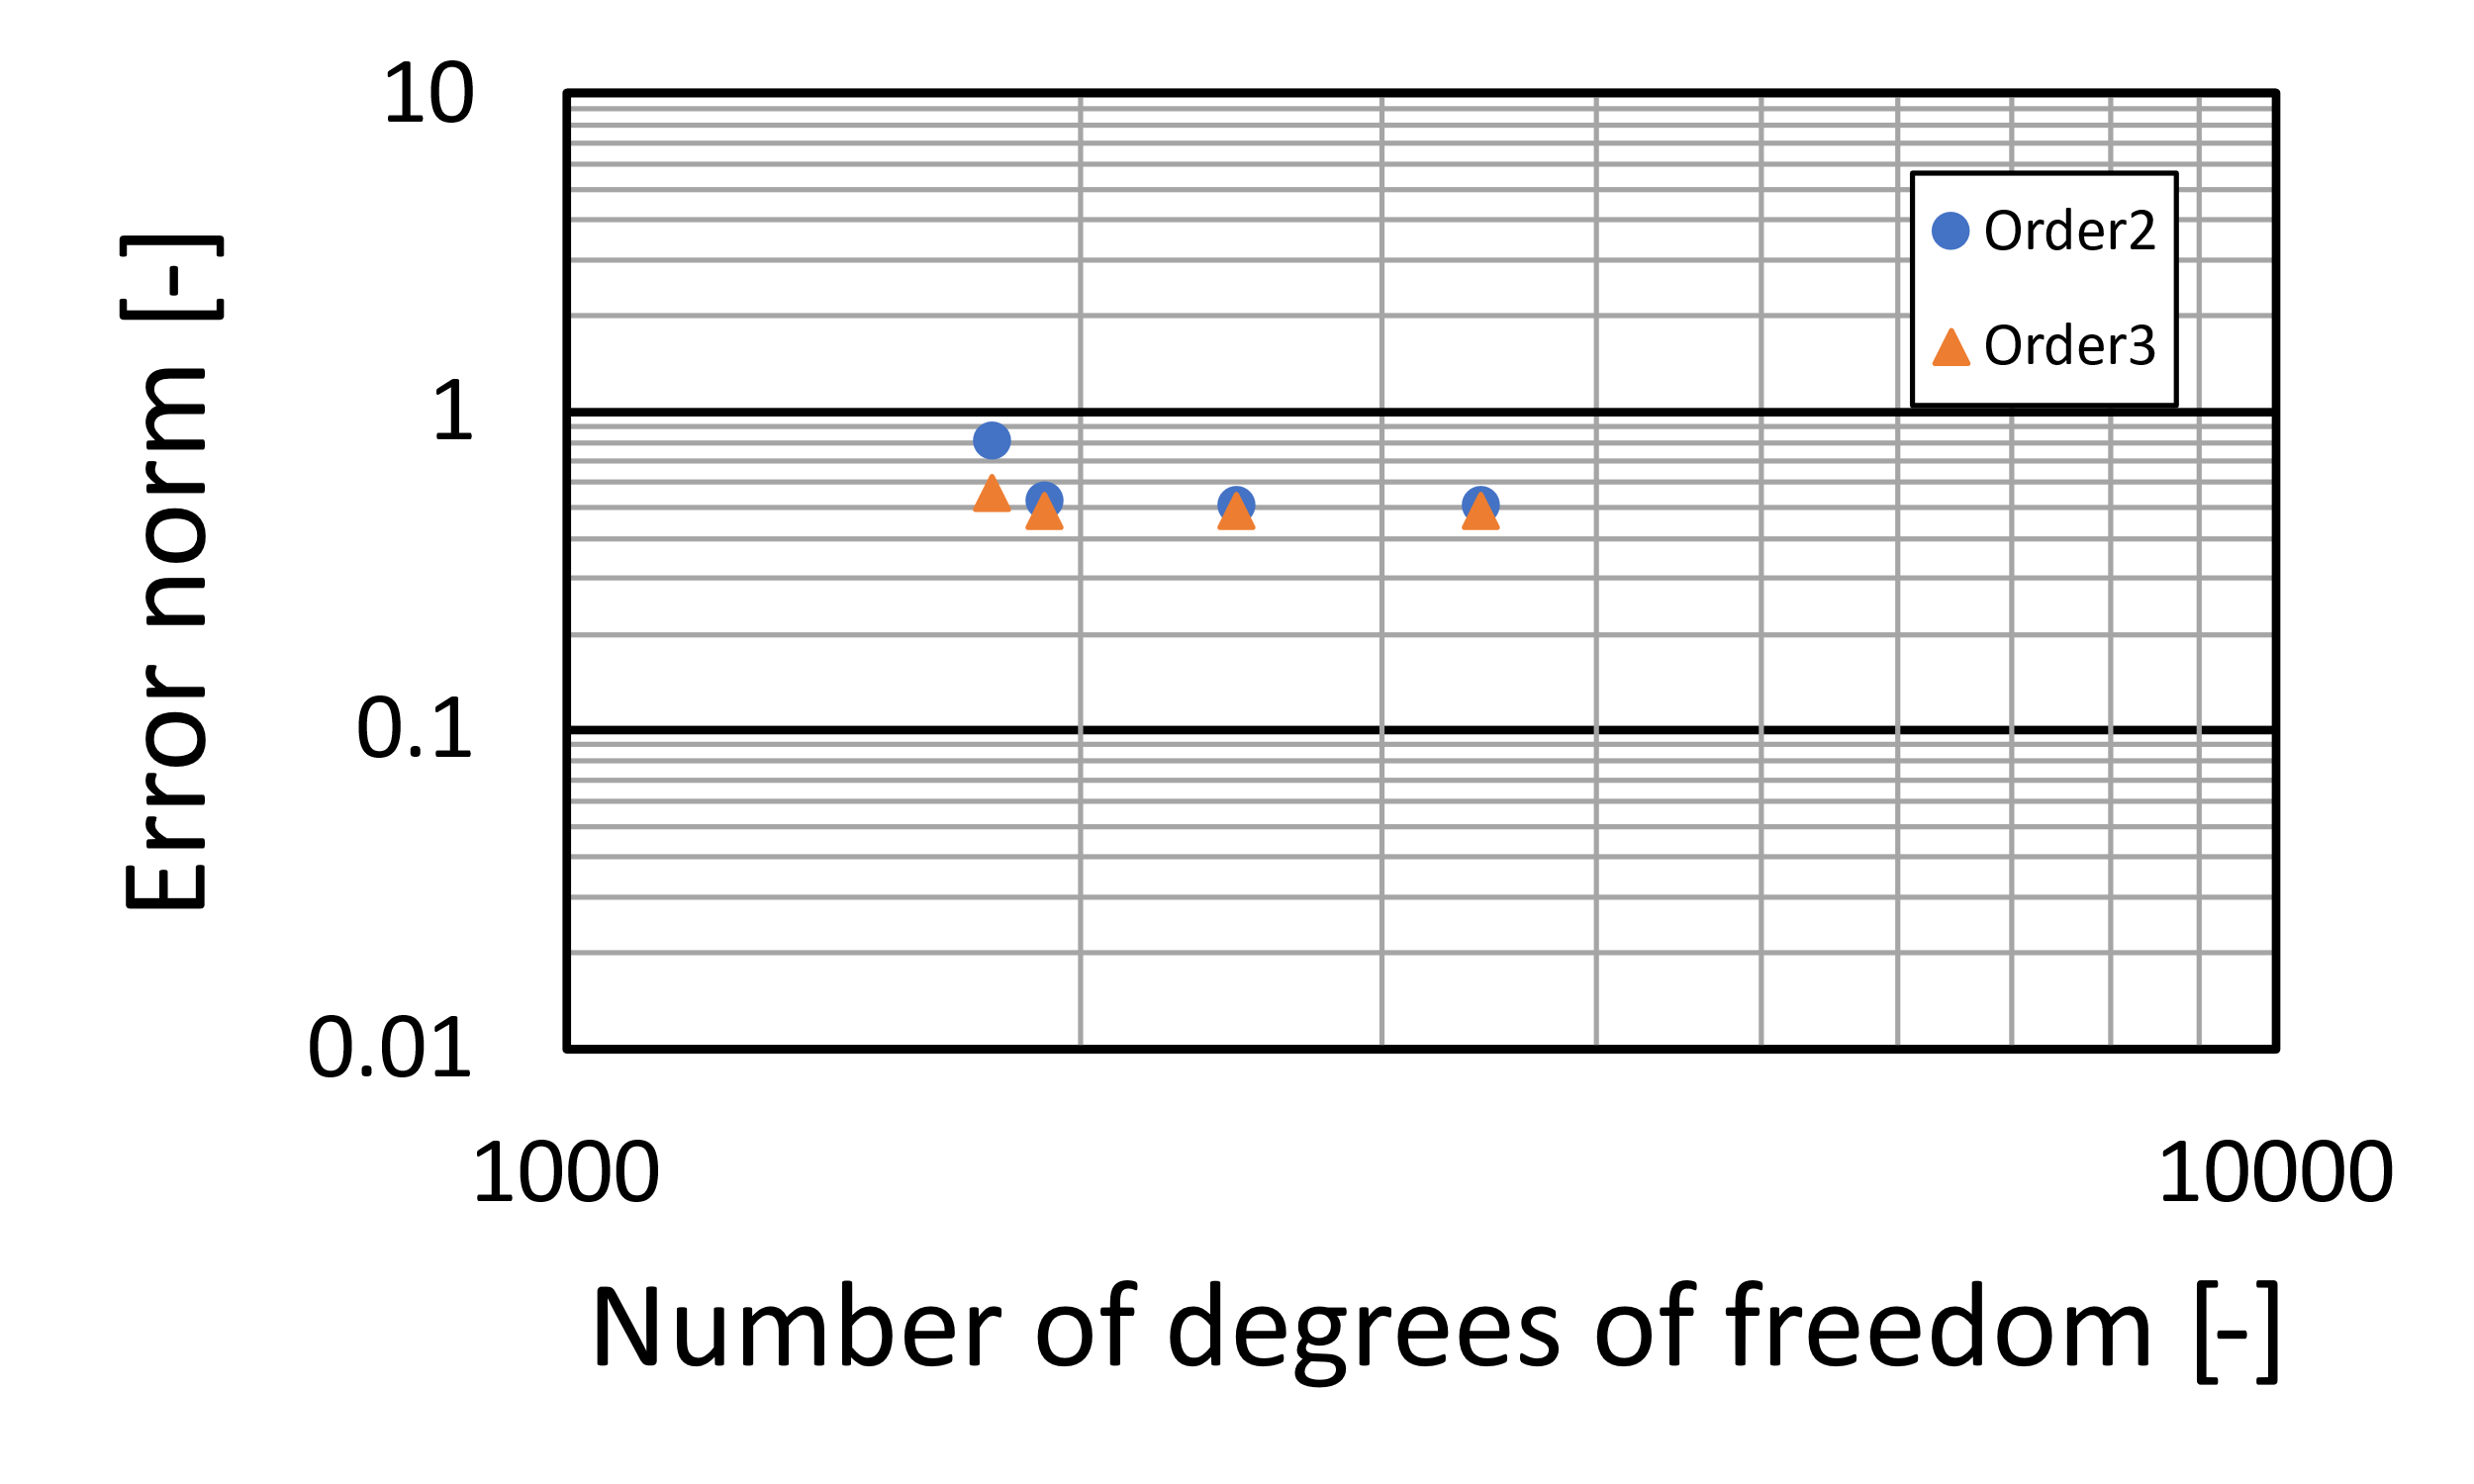 10
1
0.1
0.01
Error norm [-]
Order2
Order3
1000
10000
Number of degrees of freedom [-]